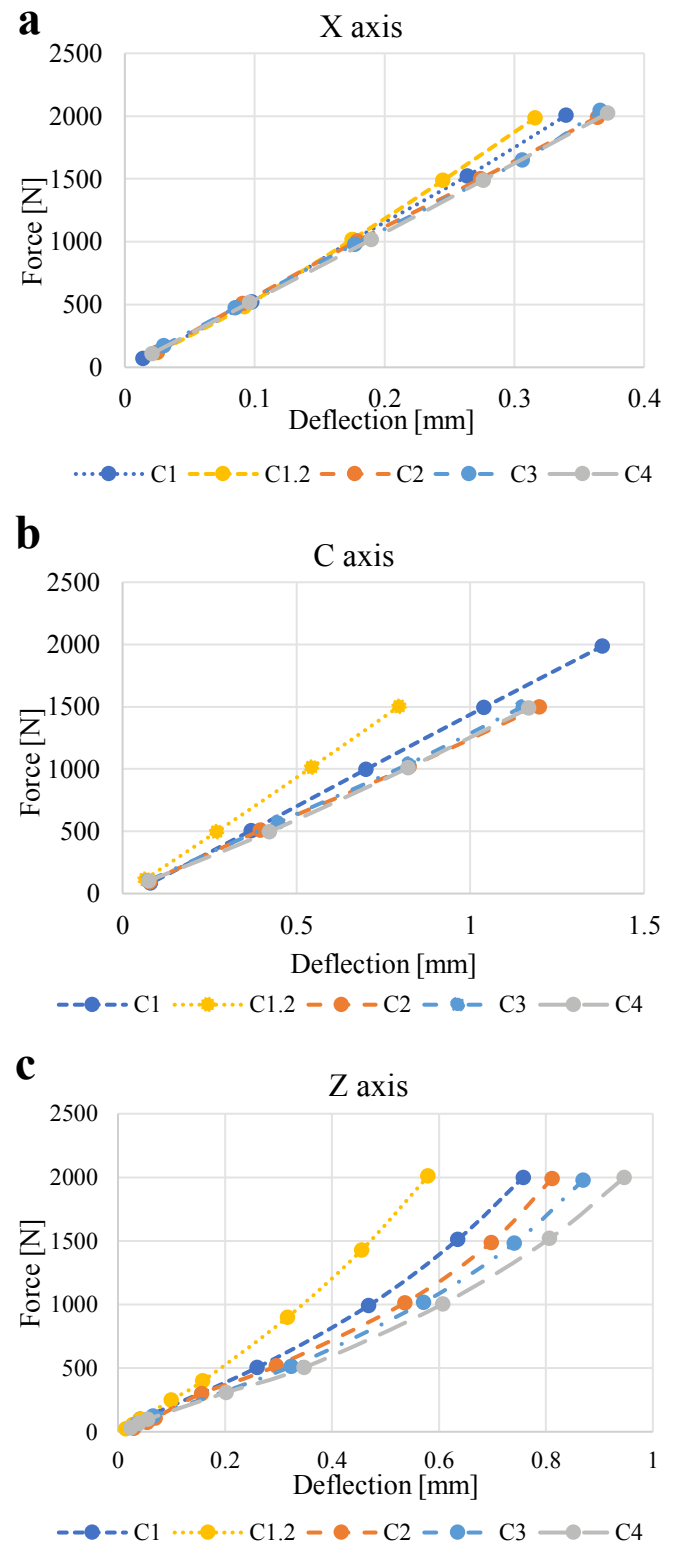 a
X axis
2500
2000
1500
1000
500
0
Force [N]
0 0.1 0.2 0.3 0.4
Deflection [mm]
C1 C1.2 C2 C3 C4
b
C axis
2500
2000
1500
1000
500
0
Force [N]
0 0.5 1 1.5
Deflection [mm]
C1 C1.2 C2 C3 C4
c
Z axis
2500
2000
1500
1000
500
0
Force [N]
0 0.2 0.4 0.6 0.8 1
Deflection [mm]
C1 C1.2 C2 C3 C4